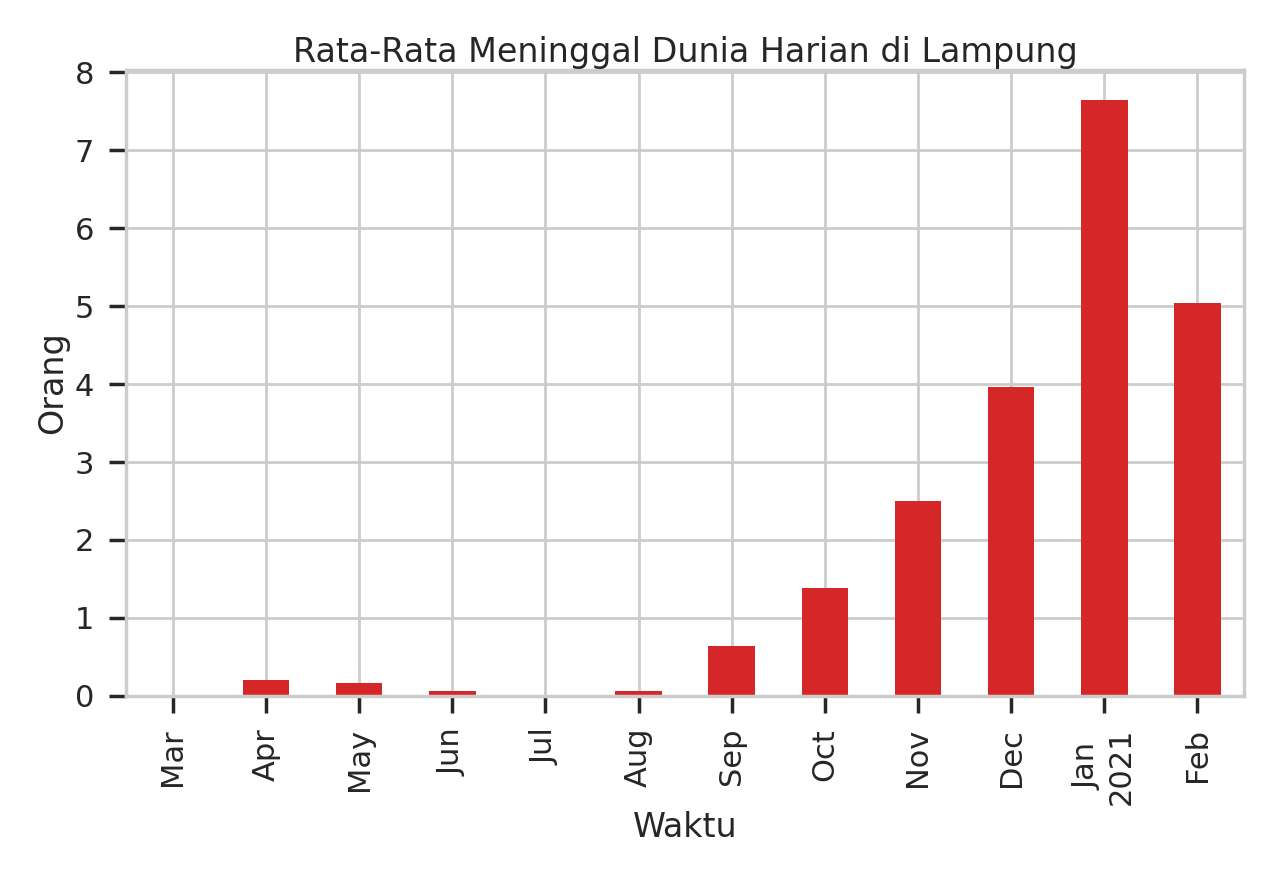 Rata-Rata Meninggal Dunia Harian di Lampung
8
7
6
5
4
3
2
1
0
Orang
Mar
Apr
May
Jun
Jul
Aug
Sep
Oct
Nov
Dec
Jan
2021
Feb
Waktu